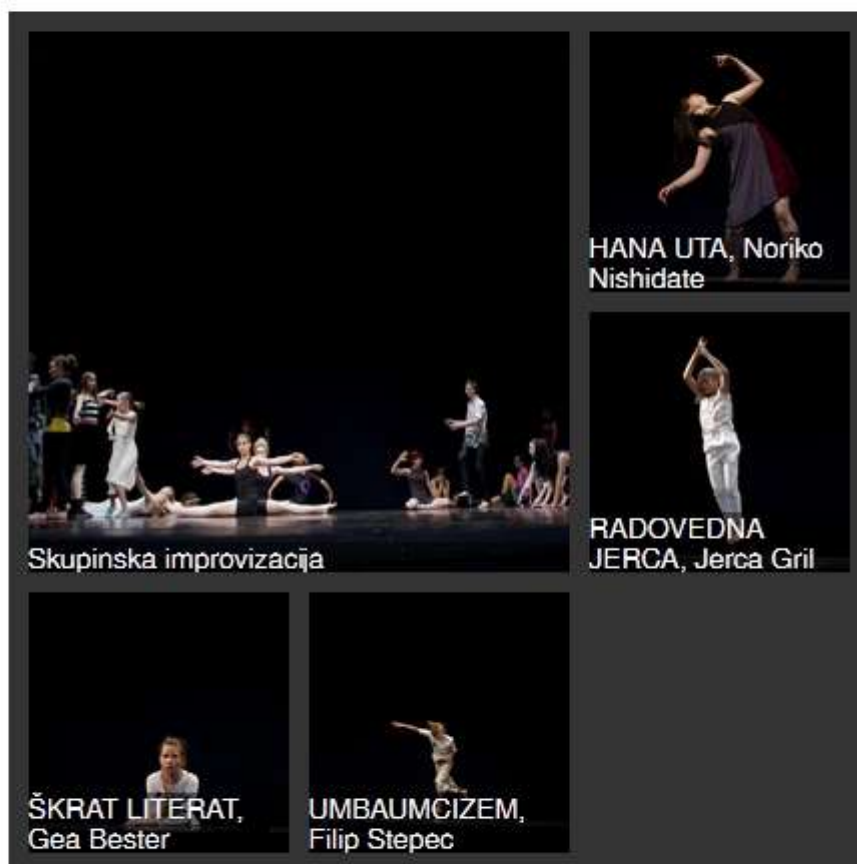 HANA UTA, Noriko
Nishidate
Skupinska improvizacija
RADOVEDNA
JERCA, Jerca Gril
ŠKRAT LITERAT,
Gea Bester
UMBAUMCIZEM,
Filip Stepec